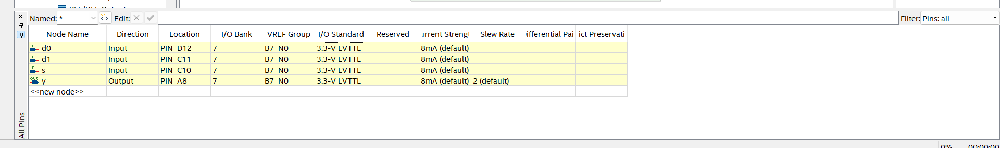 Named: * «» Edit: Filter: Pins: all
Node Name Direction Location I/O Bank VREF Group I/O Standard Reserved urrent Streng Slew Rate ifferential Pai ict Preservati
in d0 Input PIN_D12 7 B7_N0 3.3-V LVTTL 8mA (default)
in d1 Input PIN_C11 7 B7_N0 3.3-V LVTTL 8mA (default)
in s Input PIN_C10 7 B7_N0 3.3-V LVTTL 8mA (default)
out y Output PIN_A8 7 B7_N0 3.3-V LVTTL 8mA (default) 2 (default)
<<new node>>
All Pins
0% 00:00:00